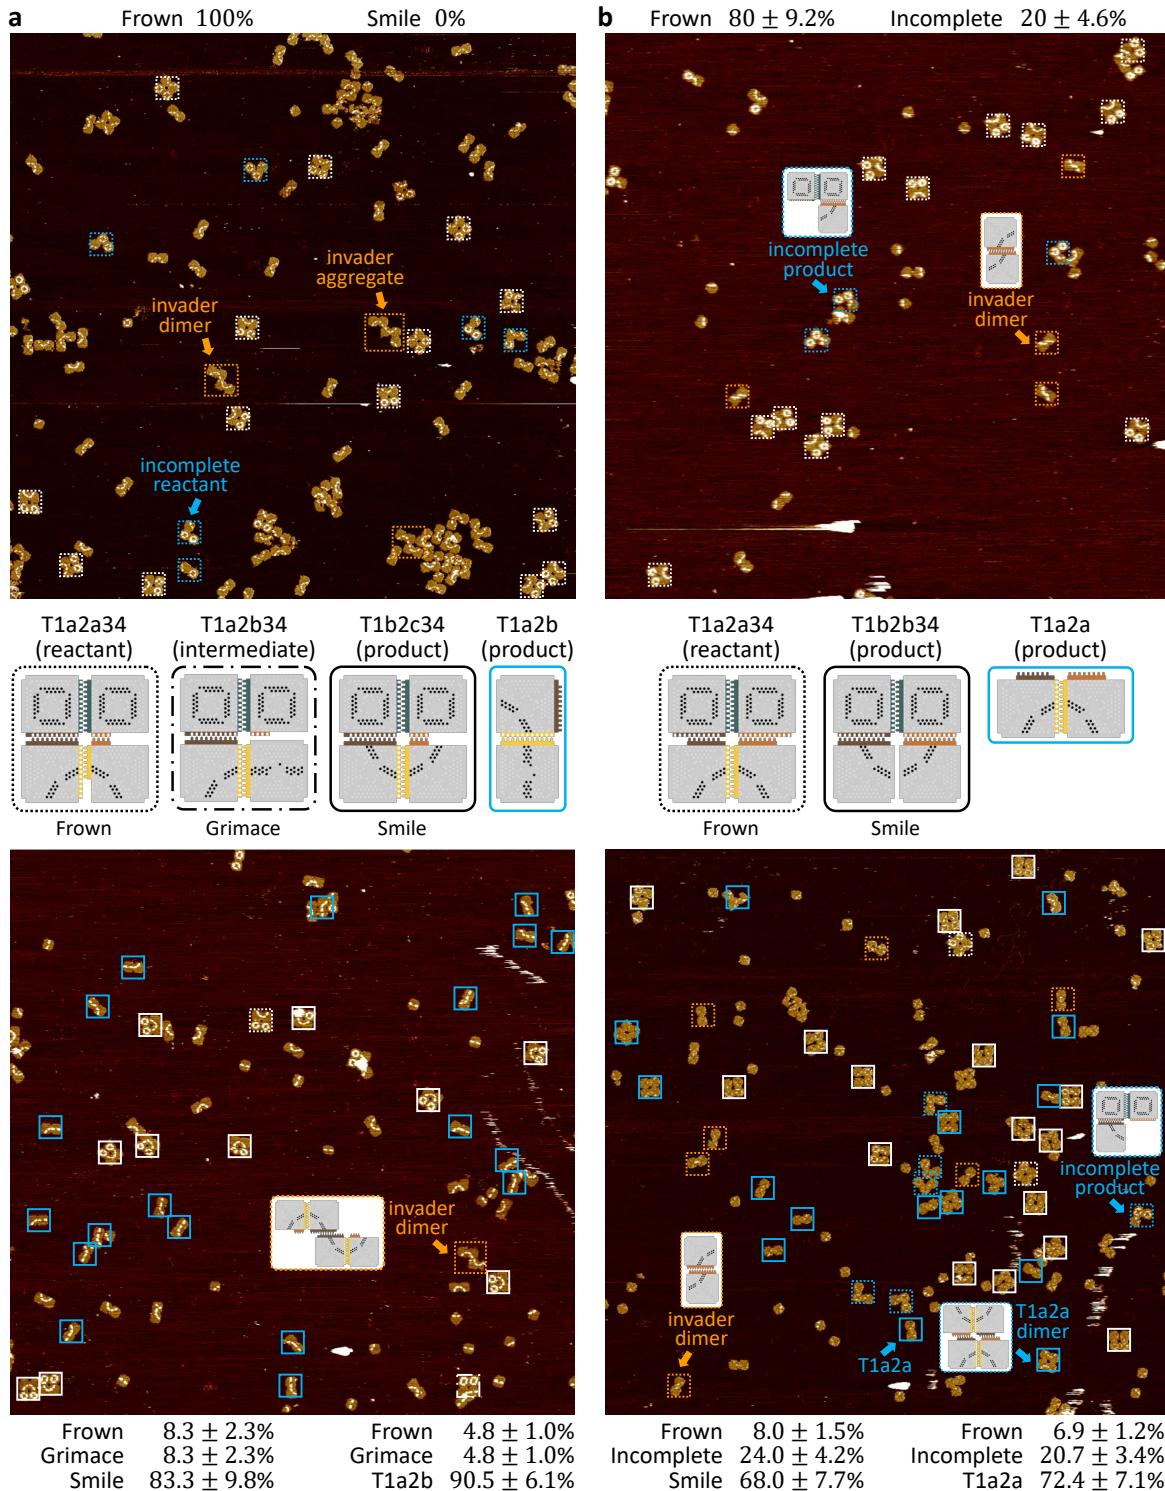 a
Frown 100%
Smile 0%
invader
aggregate
invader
dimer
incomplete
reactant
b
Frown 80 ± 9.2%
Incomplete 20 ± 4.6%
incomplete
product
invader
dimer
T1a2a34
(reactant)
T1a2b34
(intermediate)
T1b2c34
(product)
T1a2b
(product)
Frown
Grimace
Smile
T1a2a34
(reactant)
T1b2b34
(product)
T1a2a
(product)
Frown
Smile
invader
dimer
Frown 8.3 ± 2.3%
Grimace 8.3 ± 2.3%
Smile 83.3 ± 9.8%
Frown 4.8 ± 1.0%
Grimace 4.8 ± 1.0%
T1a2b 90.5 ± 6.1%
incomplete
product
invader
dimer
T1a2a
T1a2a
dimer
Frown 8.0 ± 1.5%
Incomplete 24.0 ± 4.2%
Smile 68.0 ± 7.7%
Frown 6.9 ± 1.2%
Incomplete 20.7 ± 3.4%
T1a2a 72.4 ± 7.1%